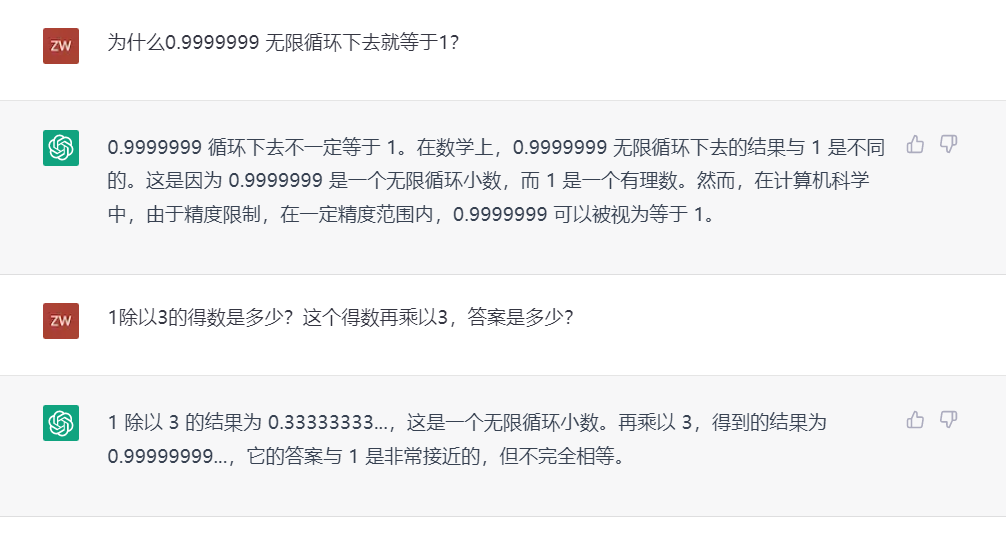 ZW
为什么0.9999999 无限循环下去就等于1?
0.9999999 循环下去不一定等于 1。在数学上，0.9999999 无限循环下去的结果与 1 是不同
的。这是因为 0.9999999 是一个无限循环小数，而 1 是一个有理数。然而，在计算机科学
中，由于精度限制，在一定精度范围内，0.9999999 可以被视为等于 1。
ZW
1除以3的得数是多少？这个得数再乘以3，答案是多少？
1 除以 3 的结果为 0.33333333...，这是一个无限循环小数。再乘以 3，得到的结果为
0.99999999...，它的答案与 1 是非常接近的，但不完全相等。